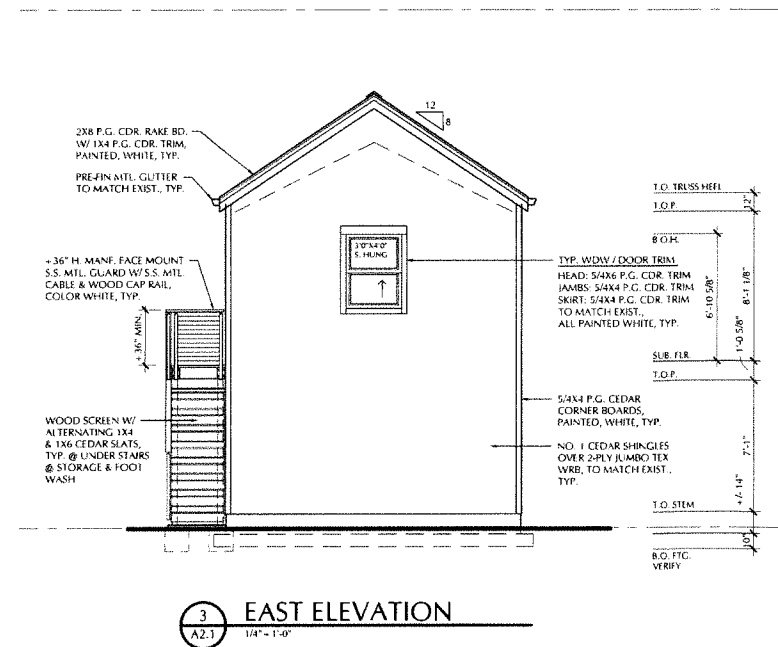 12
8
2X8 P.G. CDR. RAKE BD.
W/ 1X4 P.G. CDR. TRIM,
PAINTED, WHITE, TYP.
PRE-FIN MTL. GUTTER
TO MATCH EXIST., TYP.
+36" H. MANF. FACE MOUNT
S.S. MTL. GUARD W/ S.S. MTL.
CABLE & WOOD CAP RAIL,
COLOR WHITE, TYP.
+36" MIN.
WOOD SCREEN W/
ALTERNATING 1X4
& 1X6 CEDAR SLATS,
TYP. @ UNDER STAIRS
@ STORAGE & FOOT
WASH
3'0"X4'0"
S. HUNG
TYP. WDW / DOOR TRIM
HEAD: 5/4X6 P.G. CDR. TRIM
JAMBS: 5/4X4 P.G. CDR. TRIM
SKIRT: 5/4X4 P.G. CDR. TRIM
TO MATCH EXIST.,
ALL PAINTED WHITE, TYP.
5/4X4 P.G. CEDAR
CORNER BOARDS,
PAINTED, WHITE, TYP.
NO. 1 CEDAR SHINGLES
OVER 2-PLY JUMBO TEX
WRB, TO MATCH EXIST.,
TYP.
T.O. TRUSS HEEL
12"
T.O.P.
B.O.H.
6'-10 5/8"
8'-1 1/8"
1'-0 5/8"
SUB. FLR.
T.O.P.
7'-1"
+/- 14"
T.O. STEM
10"
B.O. FTG.
VERIFY
3
A2.1
EAST ELEVATION
1/4" = 1'-0"